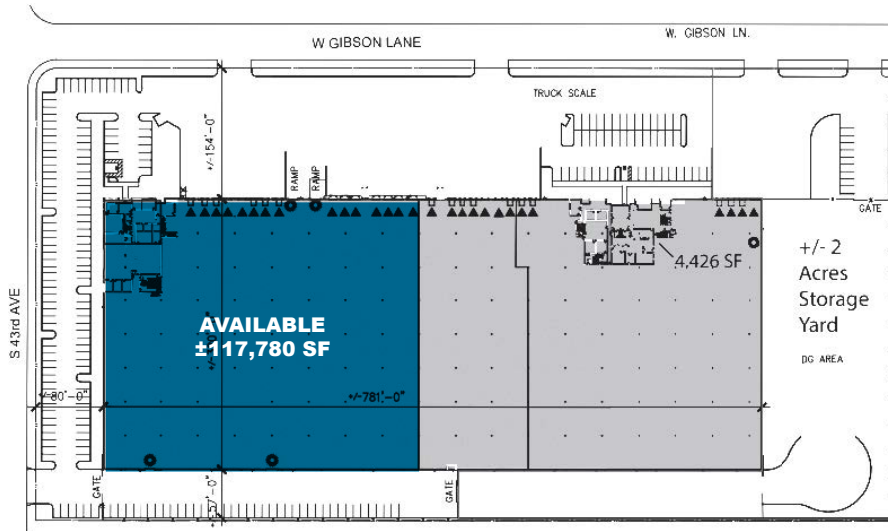 W. GIBSON LN.
W GIBSON LANE
TRUCK SCALE
+/-154'-0"
RAMP
RAMP
GATE
4,426 SF
+/- 2
Acres
Storage
Yard
DG AREA
S 43rd AVE
AVAILABLE
±117,780 SF
+/-80'-0"
+/-781'-0"
GATE
GATE